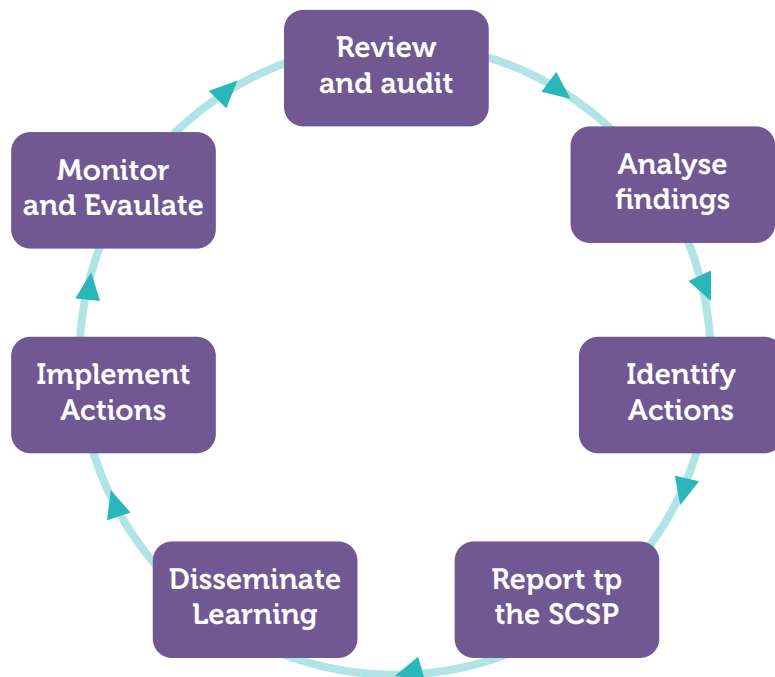 Review
and audit
Analyse
findings
Identify
Actions
Report tp
the SCSP
Disseminate
Learning
Implement
Actions
Monitor
and Evaulate